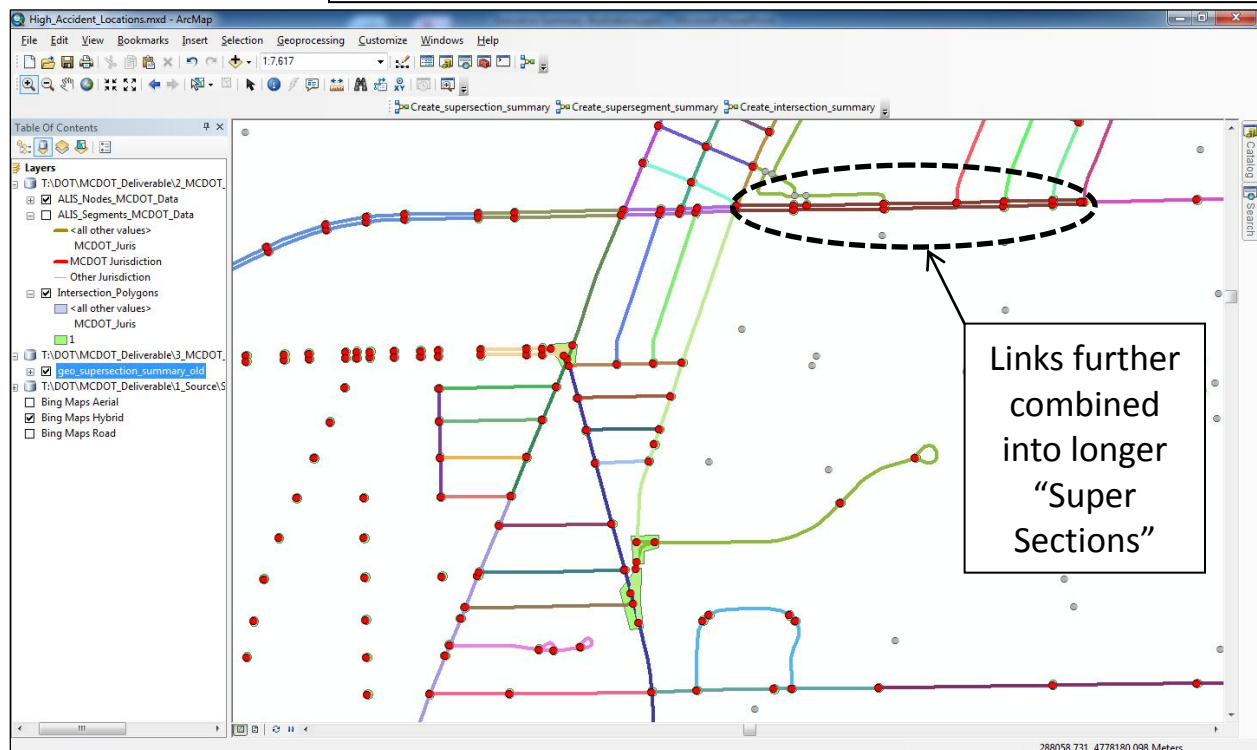 High_Accident_Locations.mxd - ArcMap
File Edit View Bookmarks Insert Selection Geoprocessing Customize Windows Help
1:7,617
Create_supersection_summary Create_supersegment_summary Create_intersection_summary
Table Of Contents
Layers
T:\DOT\MCDOT_Deliverable\2_MCDOT_
ALIS_Nodes_MCDOT_Data
ALIS_Segments_MCDOT_Data
<all other values>
MCDOT_Juris
MCDOT Jurisdiction
Other Jurisdiction
Intersection_Polygons
<all other values>
MCDOT_Juris
1
T:\DOT\MCDOT_Deliverable\3_MCDOT_
geo_supersection_summary_old
T:\DOT\MCDOT_Deliverable\1_Source\S
Bing Maps Aerial
Bing Maps Hybrid
Bing Maps Road
Catalog
Search
Links further
combined
into longer
“Super
Sections”
288058.731 4778180.098 Meters